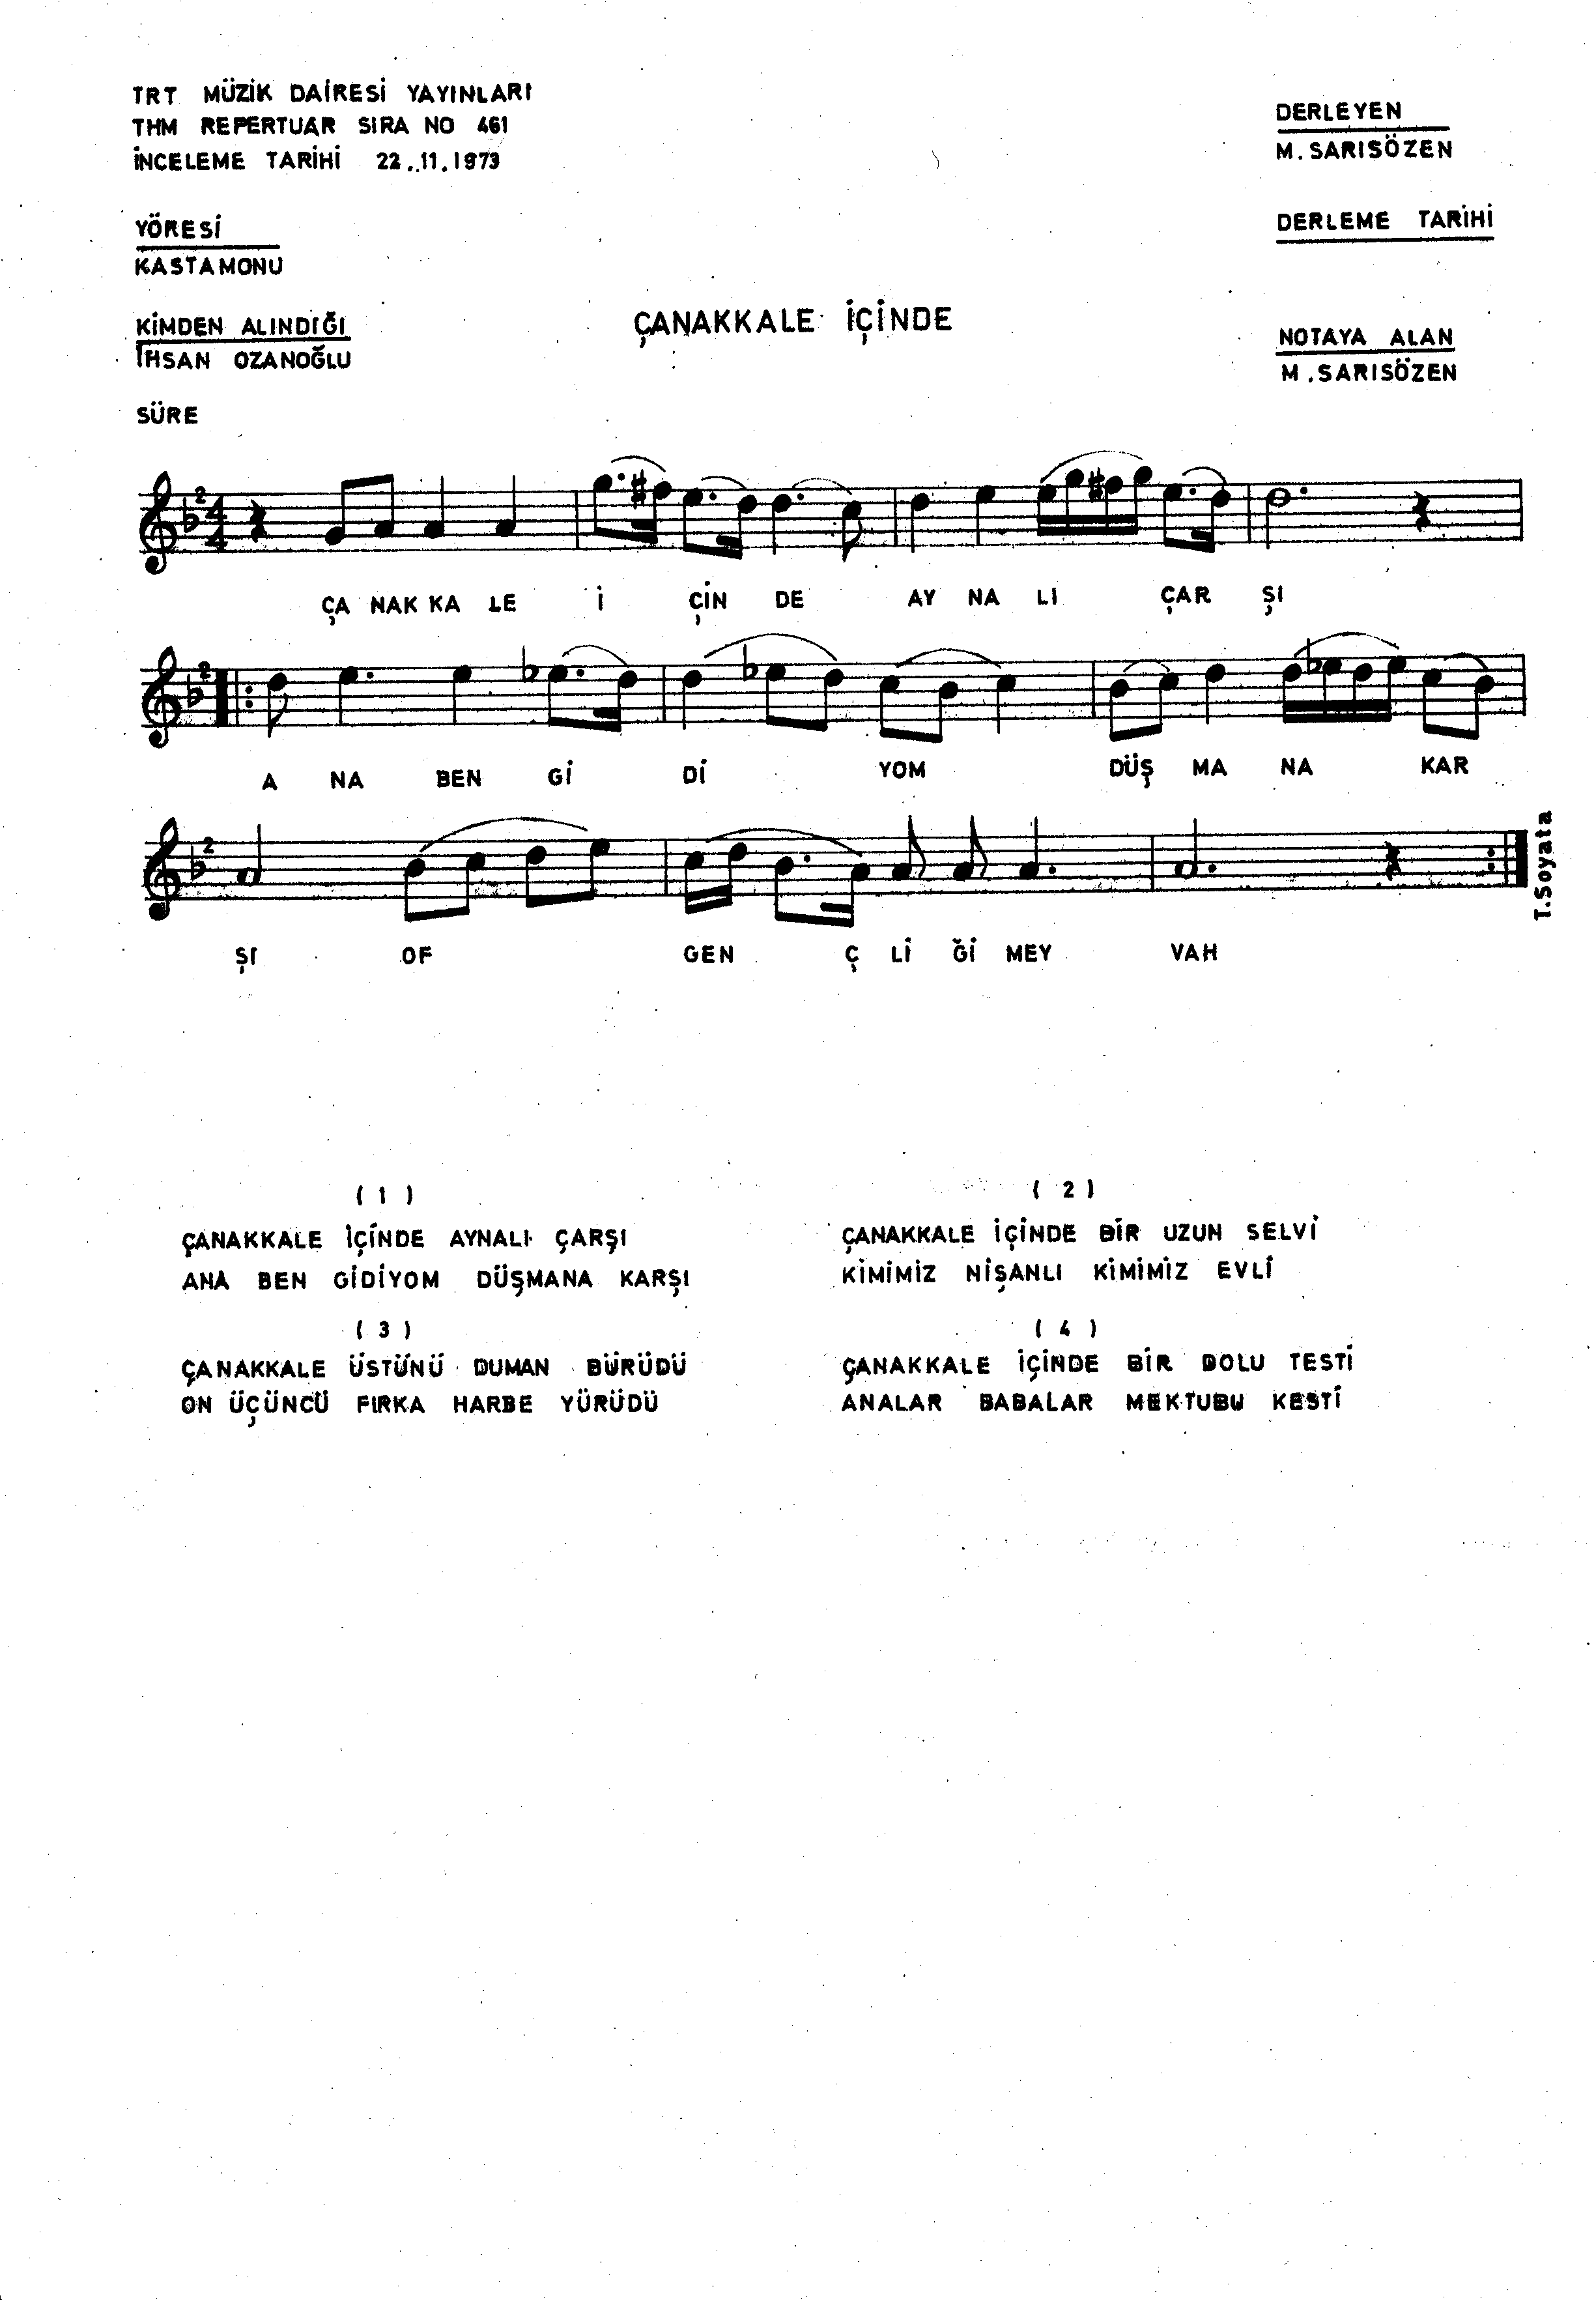 TRT MÜZİK DAİRESİ YAYINLARI
THM REPERTUAR SIRA NO 461
İNCELEME TARİHİ 22.11.1973
DERLEYEN
M.SARISÖZEN
YÖRESİ
KASTAMONU
DERLEME TARİHİ
KİMDEN ALINDIĞI
İHSAN OZANOĞLU
ÇANAKKALE İÇİNDE
NOTAYA ALAN
M.SARISÖZEN
SÜRE
2
4
4
ÇA NAK KA LE İ ÇİN DE AY NA LI ÇAR ŞI
2
A NA BEN Gİ Dİ YOM DÜŞ MA NA KAR
2
ŞI OF GEN Ç Lİ Ğİ MEY VAH
T.Soyata
( 1 )
ÇANAKKALE İÇİNDE AYNALI ÇARŞI
ANA BEN GİDİYOM DÜŞMANA KARŞI
( 2 )
ÇANAKKALE İÇİNDE BİR UZUN SELVİ
KİMİMİZ NİŞANLI KİMİMİZ EVLİ
( 3 )
ÇANAKKALE ÜSTÜNÜ DUMAN BÜRÜDÜ
ON ÜÇÜNCÜ FIRKA HARBE YÜRÜDÜ
( 4 )
ÇANAKKALE İÇİNDE BİR DOLU TESTİ
ANALAR BABALAR MEKTUBU KESTİ